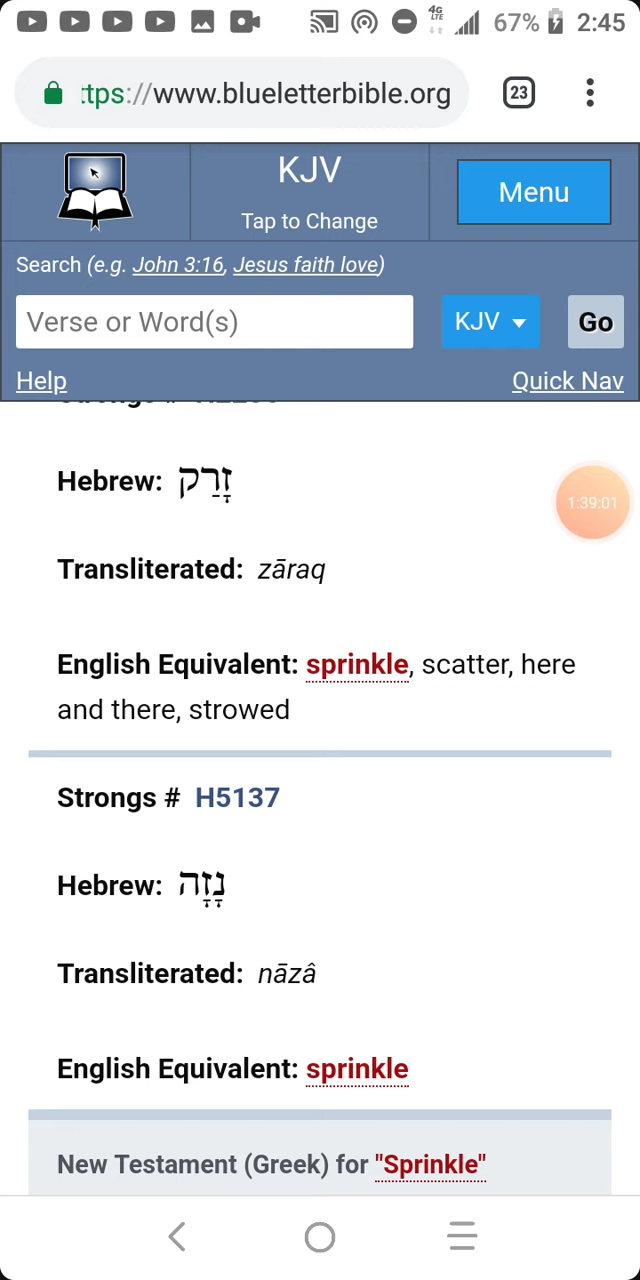 4G
LTE
67%
2:45
ttps://www.blueletterbible.org
23
KJV
Tap to Change
Menu
Search (e.g. John 3:16, Jesus faith love)
Verse or Word(s)
KJV
Go
Help
Quick Nav
Hebrew: זָרַק
1:39:01
Transliterated: zāraq
English Equivalent: sprinkle, scatter, here
and there, strowed
Strongs # H5137
Hebrew: נָזָה
Transliterated: nāzâ
English Equivalent: sprinkle
New Testament (Greek) for "Sprinkle"